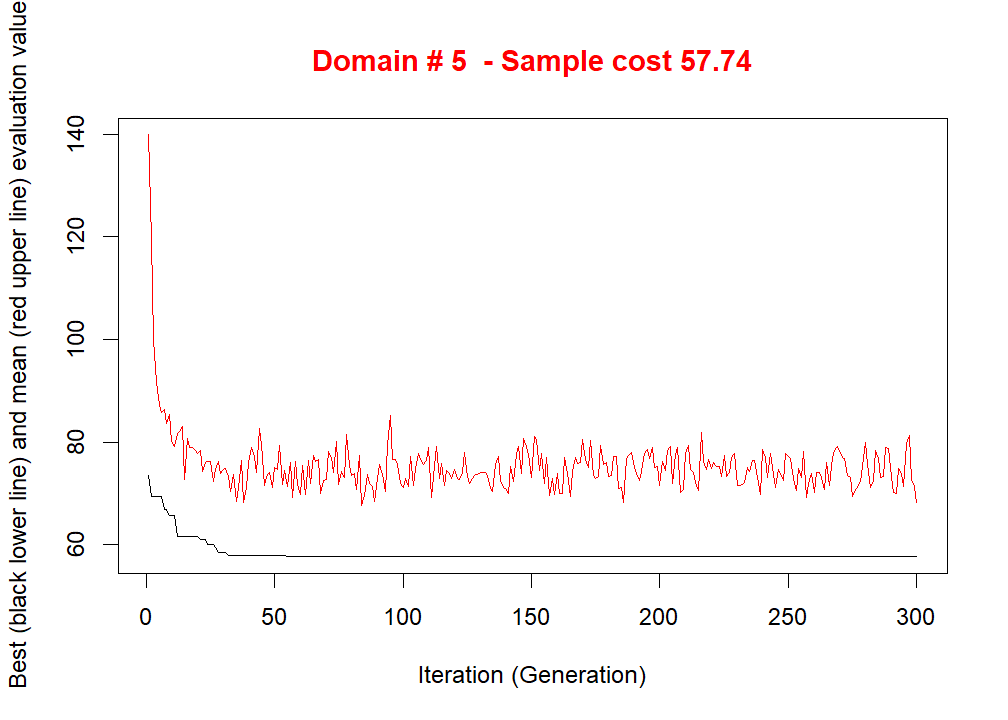 Domain # 5  - Sample cost 57.74
Best (black lower line) and mean (red upper line) evaluation value
140
120
100
80
60
0 50 100 150 200 250 300
Iteration (Generation)